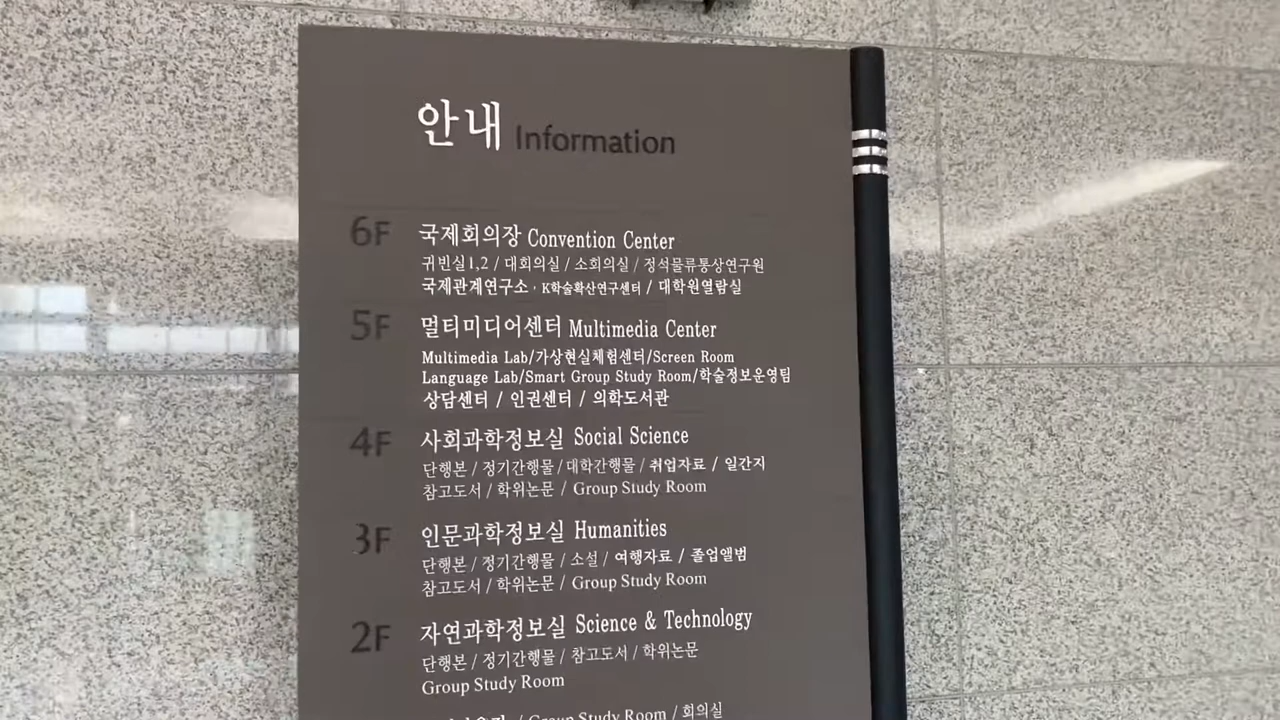 안내 Information
6F 국제회의장 Convention Center
귀빈실1,2 / 대회의실 / 소회의실 / 정석물류통상연구원
국제관계연구소 · K학술확산연구센터 / 대학원열람실
5F 멀티미디어센터 Multimedia Center
Multimedia Lab/가상현실체험센터/Screen Room
Language Lab/Smart Group Study Room/학술정보운영팀
상담센터 / 인권센터 / 의학도서관
4F 사회과학정보실 Social Science
단행본 / 정기간행물 / 대학간행물 / 취업자료 / 일간지
참고도서 / 학위논문 / Group Study Room
3F 인문과학정보실 Humanities
단행본 / 정기간행물 / 소설 / 여행자료 / 졸업앨범
참고도서 / 학위논문 / Group Study Room
2F 자연과학정보실 Science & Technology
단행본 / 정기간행물 / 참고도서 / 학위논문
Group Study Room
/ Group Study Room / 회의실